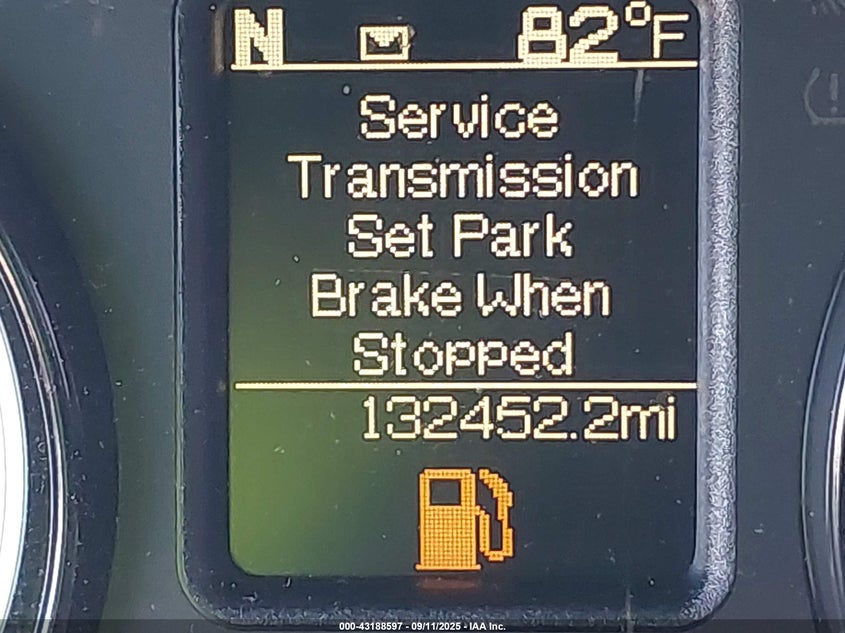 N 82°F
Service
Transmission
Set Park
Brake When
Stopped
132452.2mi
000-43188597 - 09/11/2025 - IAA Inc.